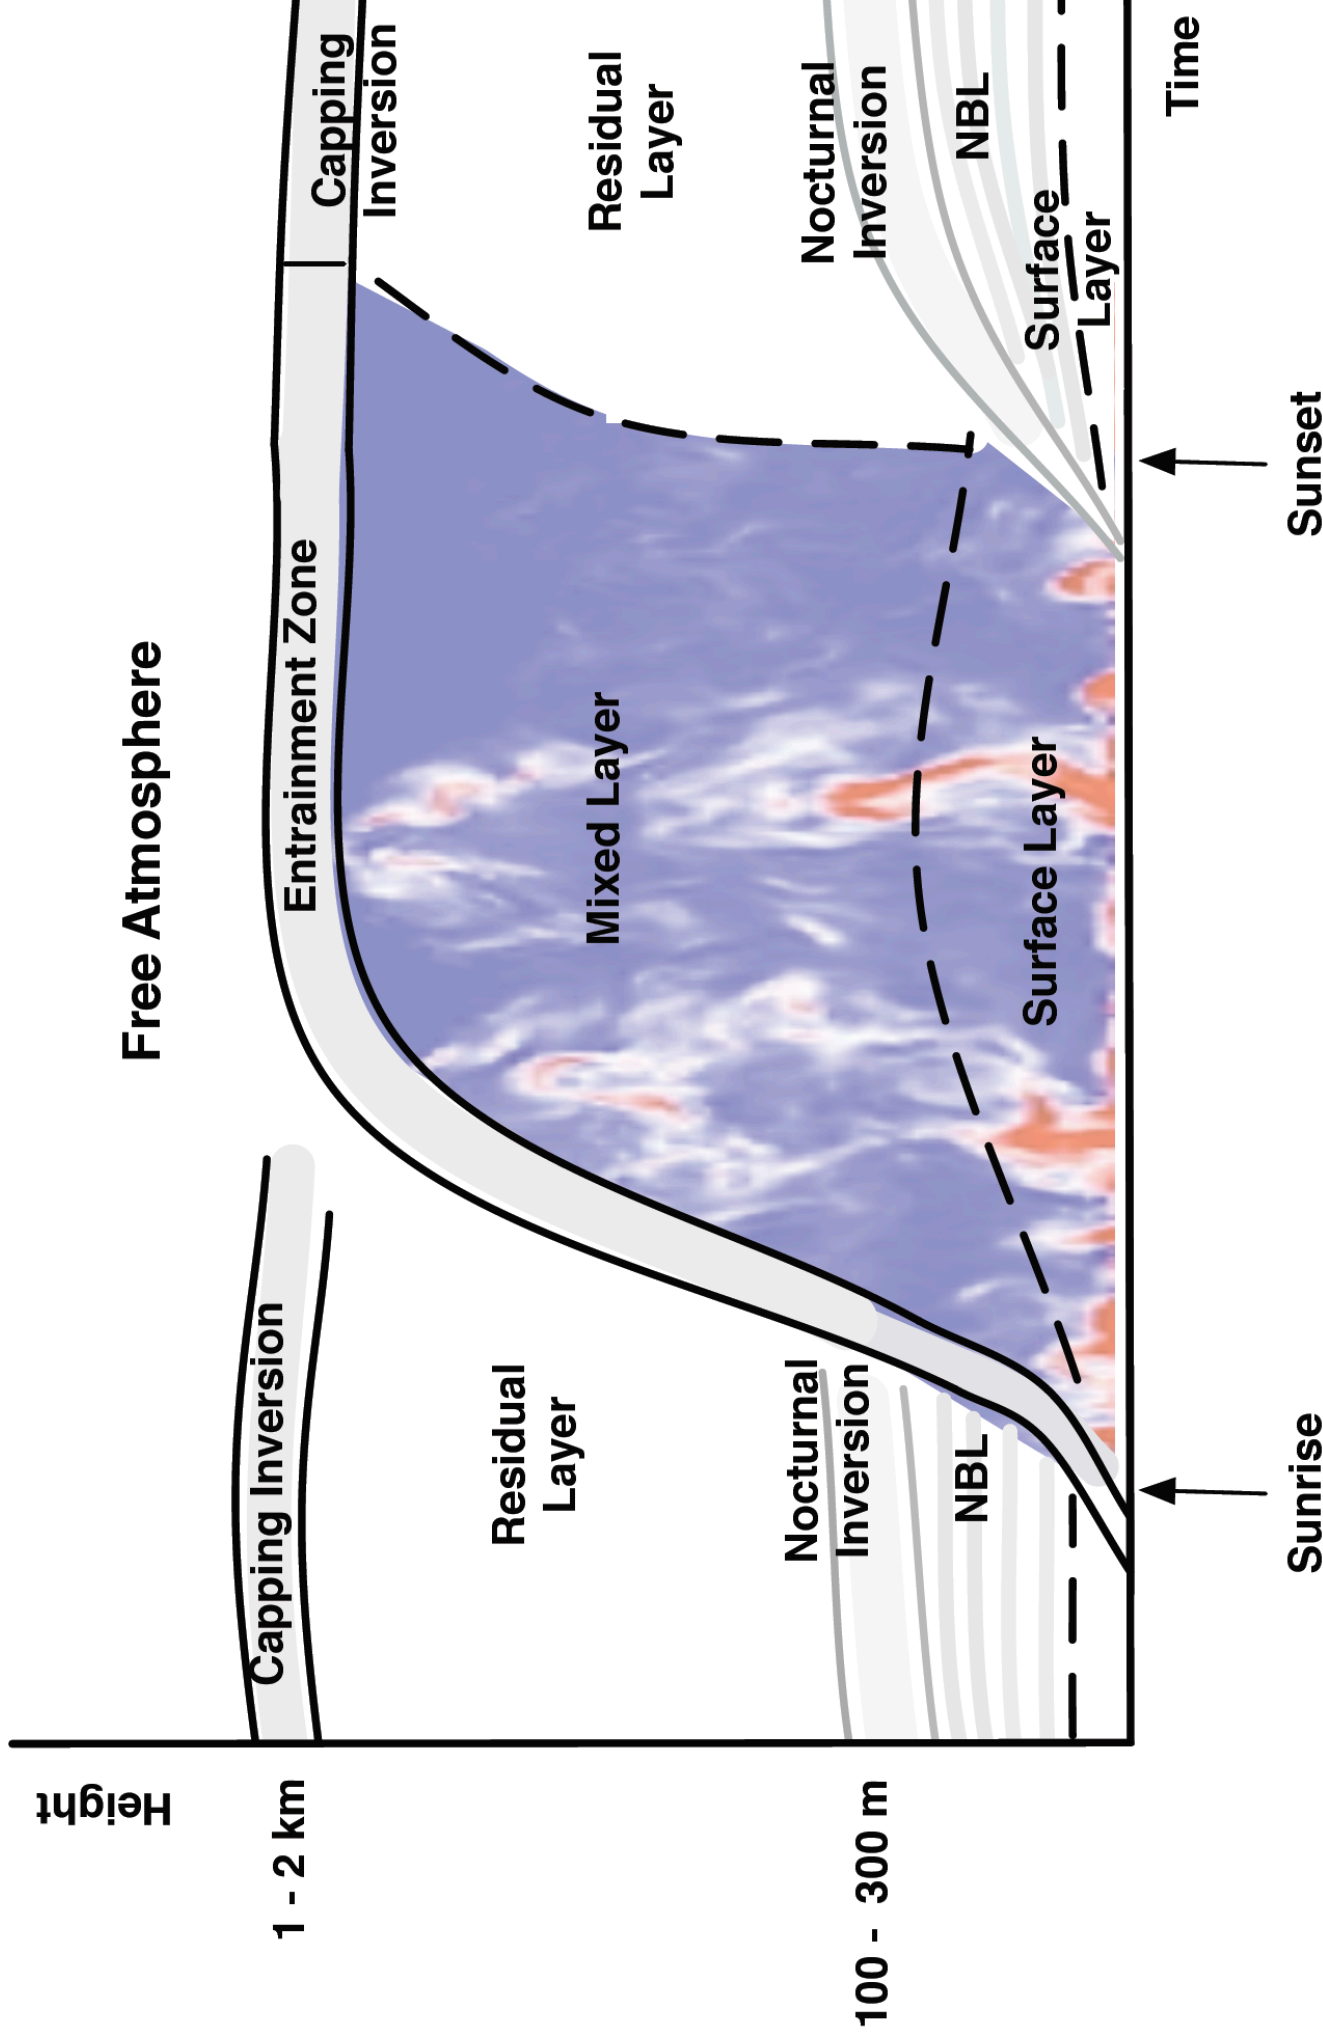 Height
Free Atmosphere
1 - 2 km
Capping Inversion
Entrainment Zone
Capping
Inversion
Residual
Layer
Mixed Layer
Residual
Layer
100 - 300 m
Nocturnal
Inversion
NBL
Surface Layer
Nocturnal
Inversion
NBL
Surface
Layer
Time
Sunrise
Sunset